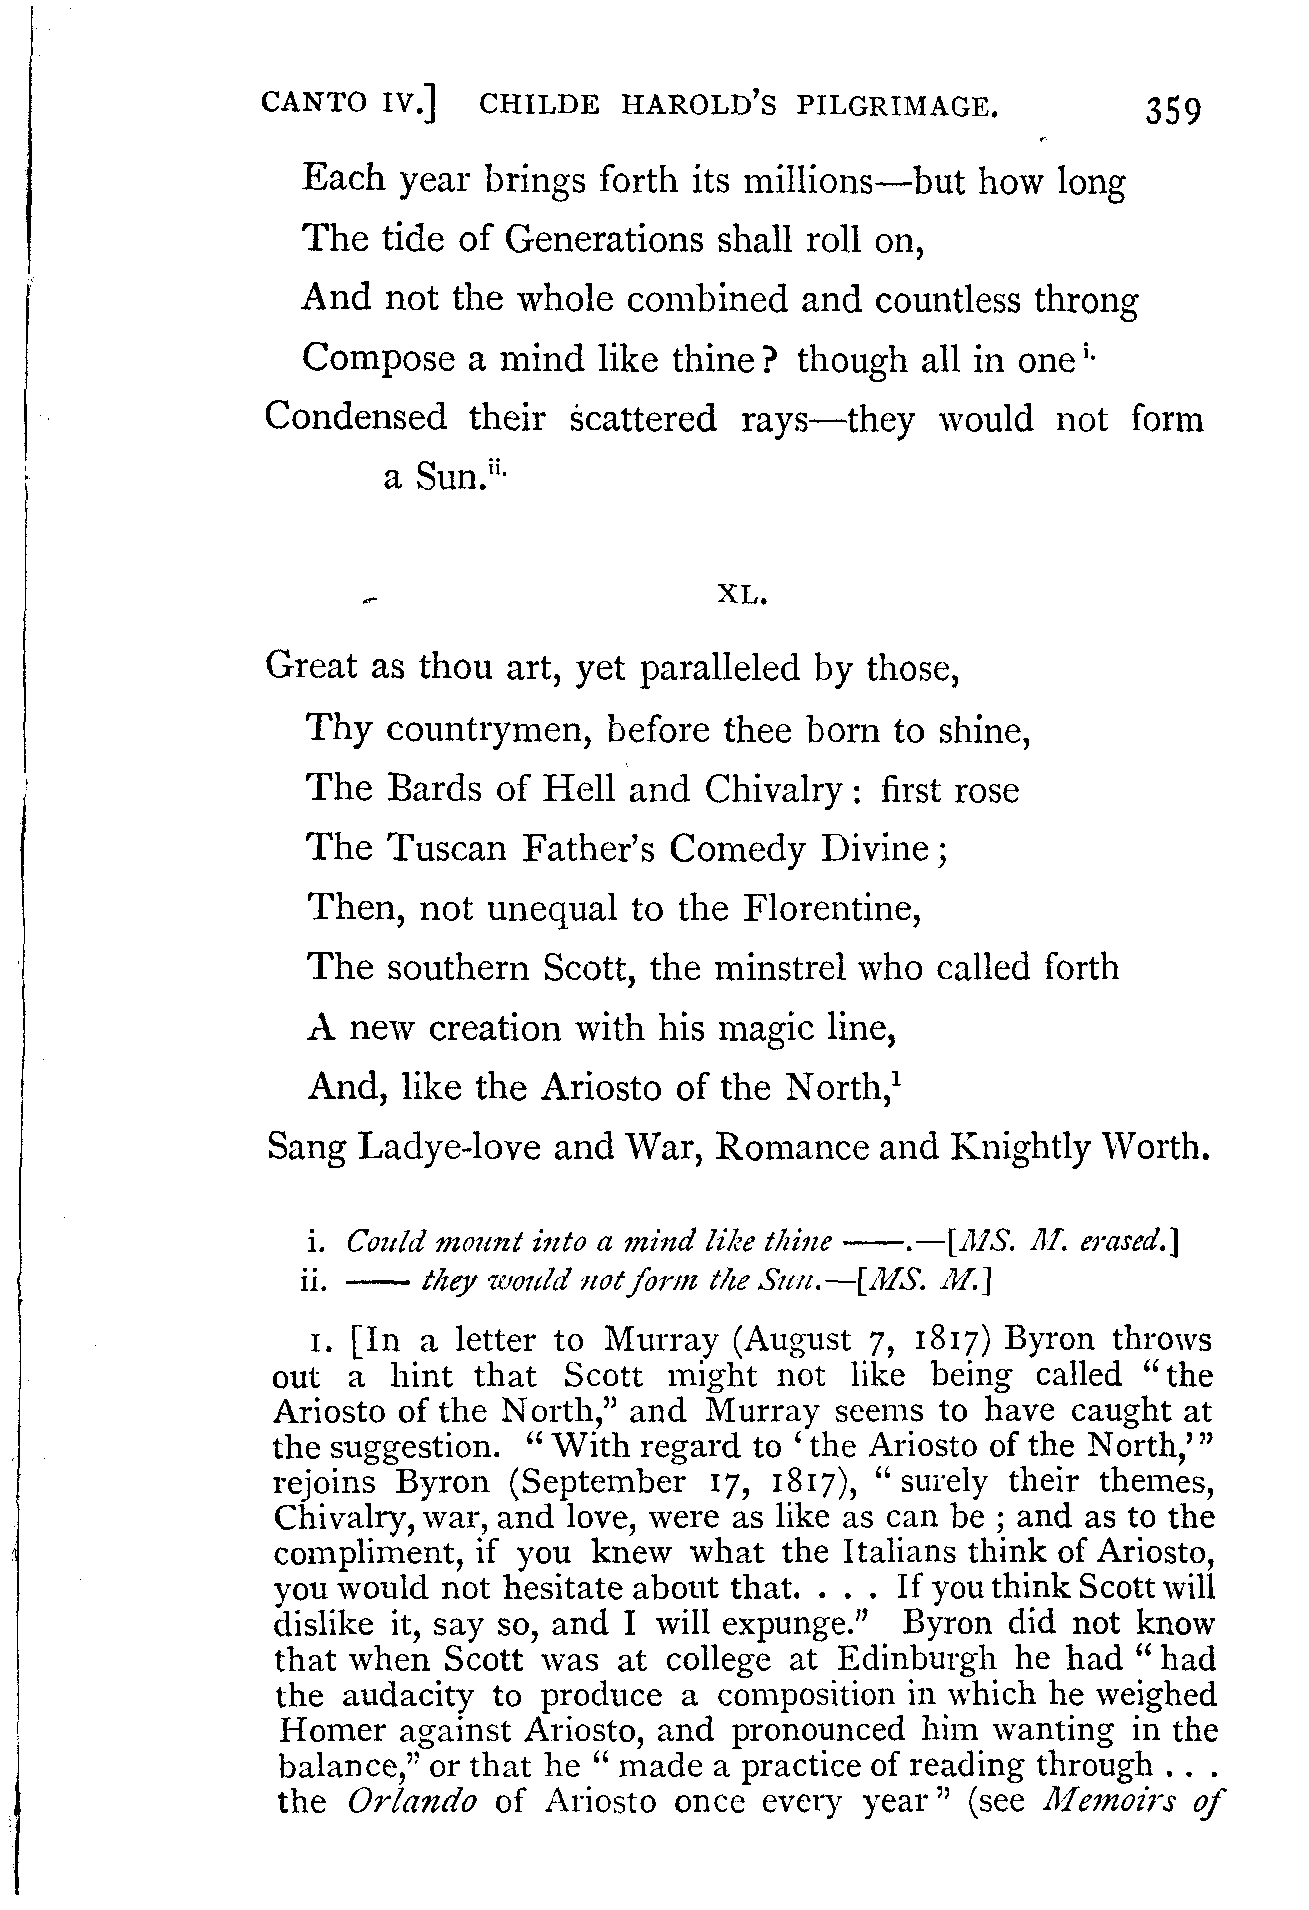 CANTO IV.] CHILDE HAROLD'S PILGRIMAGE. 359
Each year brings forth its millions—but how long
The tide of Generations shall roll on,
And not the whole combined and countless throng
Compose a mind like thine? though all in one i.
Condensed their scattered rays—they would not form
a Sun.ii.
XL.
Great as thou art, yet paralleled by those,
Thy countrymen, before thee born to shine,
The Bards of Hell and Chivalry: first rose
The Tuscan Father's Comedy Divine;
Then, not unequal to the Florentine,
The southern Scott, the minstrel who called forth
A new creation with his magic line,
And, like the Ariosto of the North,1
Sang Ladye-love and War, Romance and Knightly Worth.
i. Could mount into a mind like thine ——.—[MS. M. erased.]
ii. —— they would not form the Sun.—[MS. M.]
1. [In a letter to Murray (August 7, 1817) Byron throws
out a hint that Scott might not like being called "the
Ariosto of the North," and Murray seems to have caught at
the suggestion. "With regard to 'the Ariosto of the North,'"
rejoins Byron (September 17, 1817), "surely their themes,
Chivalry, war, and love, were as like as can be; and as to the
compliment, if you knew what the Italians think of Ariosto,
you would not hesitate about that. . . . If you think Scott will
dislike it, say so, and I will expunge." Byron did not know
that when Scott was at college at Edinburgh he had "had
the audacity to produce a composition in which he weighed
Homer against Ariosto, and pronounced him wanting in the
balance," or that he "made a practice of reading through . . .
the Orlando of Ariosto once every year" (see Memoirs of